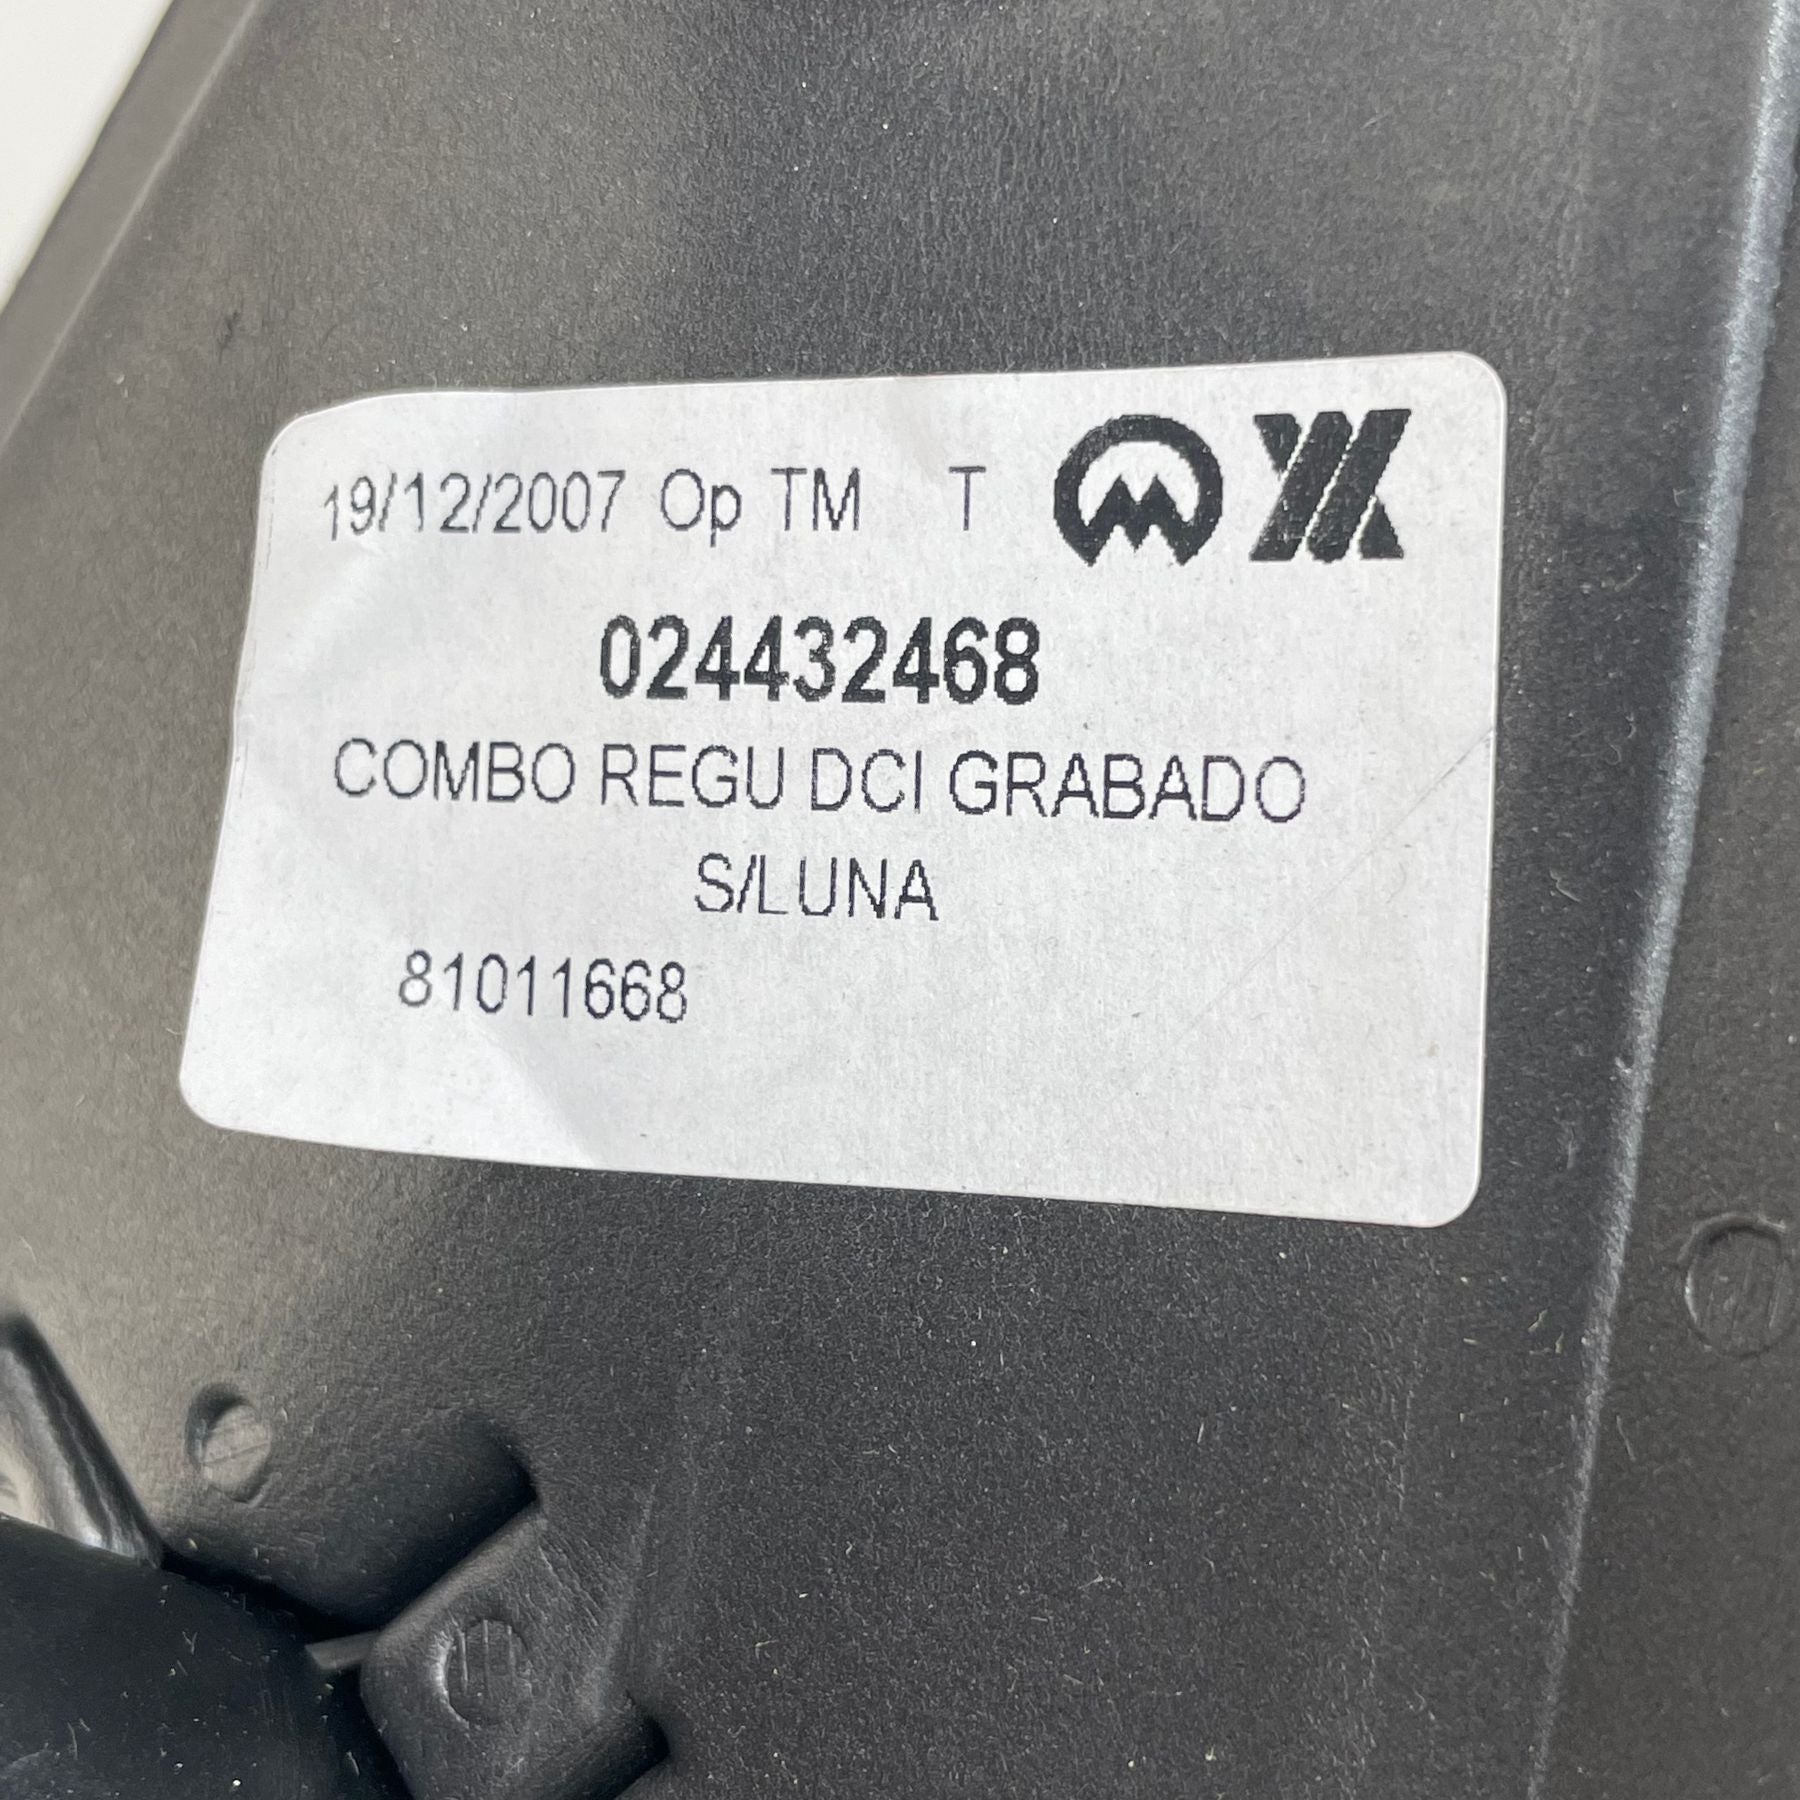 19/12/2007 Op TM T
024432468
COMBO REGU DCI GRABADO
S/LUNA
81011668